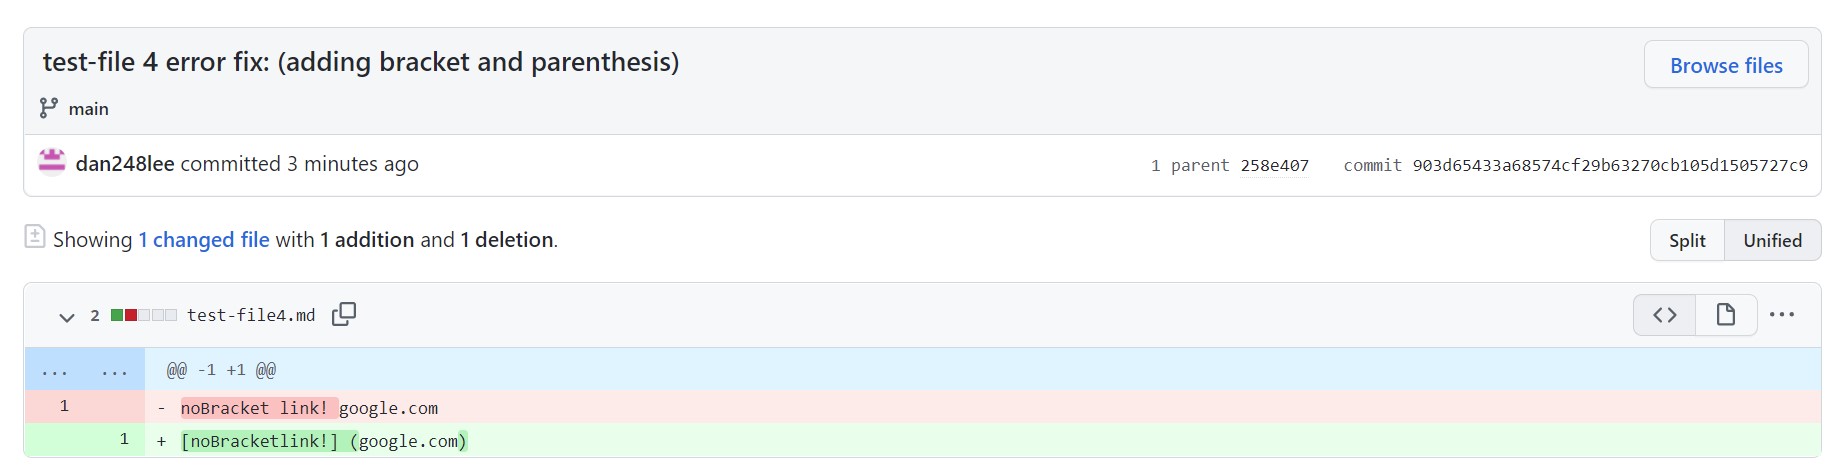 test-file 4 error fix: (adding bracket and parenthesis)
Browse files
main
dan248lee committed 3 minutes ago
1 parent 258e407 commit 903d65433a68574cf29b63270cb105d1505727c9
Showing 1 changed file with 1 addition and 1 deletion.
Split Unified
2 test-file4.md
... ... @@ -1 +1 @@
1 - noBracket link! google.com
1 + [noBracketlink!] (google.com)